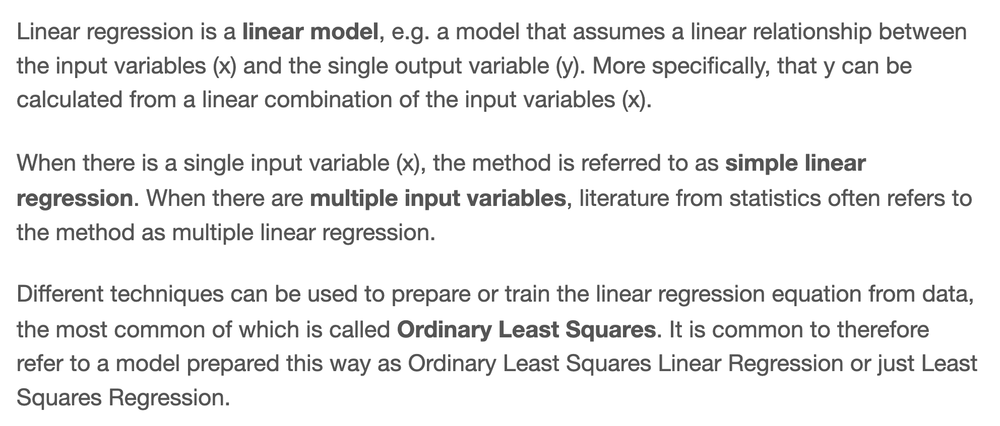 Linear regression is a linear model, e.g. a model that assumes a linear relationship between
the input variables (x) and the single output variable (y). More specifically, that y can be
calculated from a linear combination of the input variables (x).
When there is a single input variable (x), the method is referred to as simple linear
regression. When there are multiple input variables, literature from statistics often refers to
the method as multiple linear regression.
Different techniques can be used to prepare or train the linear regression equation from data,
the most common of which is called Ordinary Least Squares. It is common to therefore
refer to a model prepared this way as Ordinary Least Squares Linear Regression or just Least
Squares Regression.